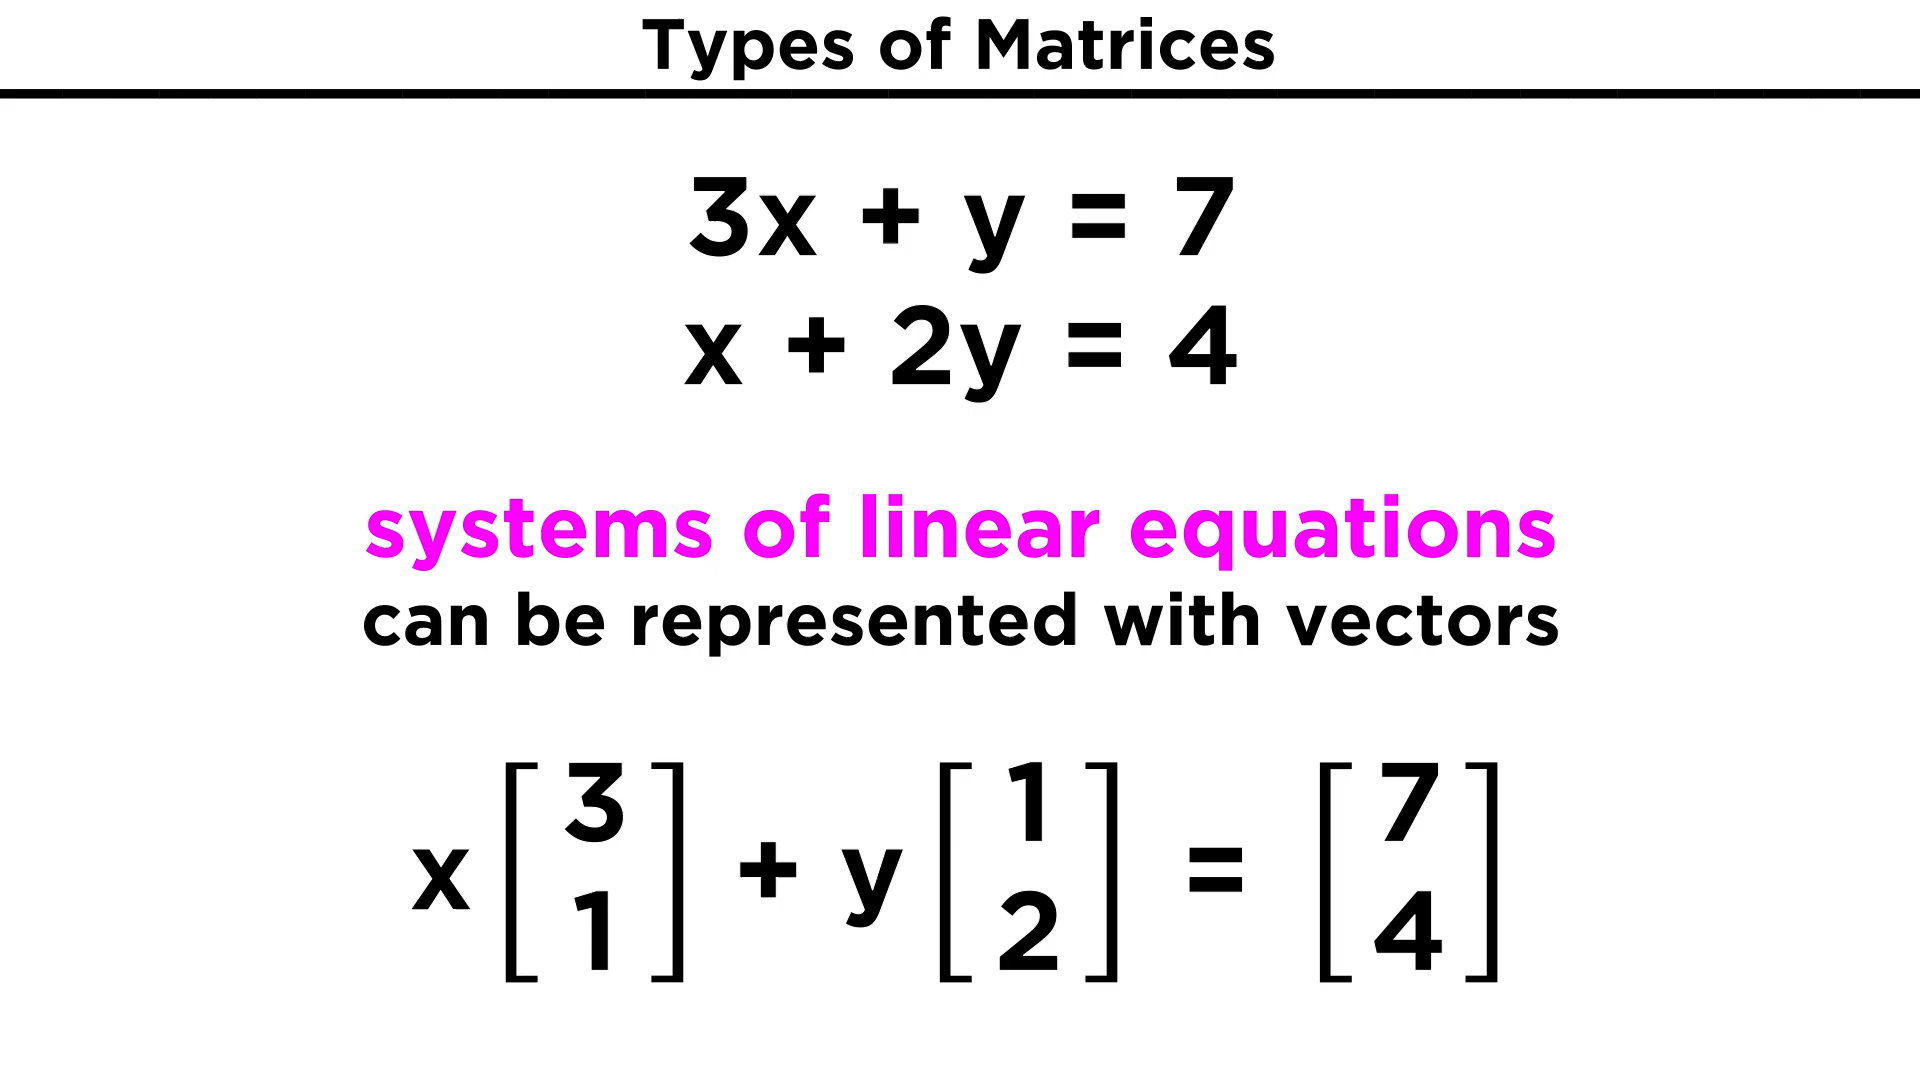 Types of Matrices
3x + y = 7
x + 2y = 4
systems of linear equations
can be represented with vectors
x [3 1] + y [1 2] = [7 4]